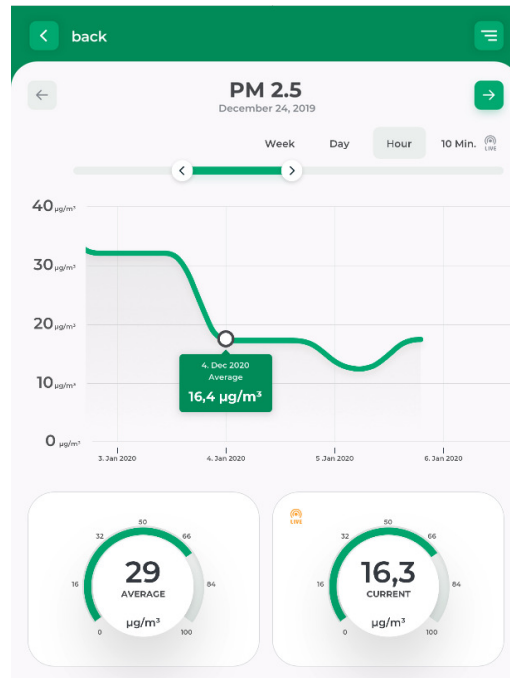 back
PM 2.5
December 24, 2019
Week Day Hour 10 Min. LIVE
40 µg/m³
30 µg/m³
20 µg/m³
4. Dec 2020
Average
16,4 µg/m³
10 µg/m³
0 µg/m³
3. Jan 2020 4. Jan 2020 5 Jan 2020 6. Jan 2020
50
32 66
16 84
29
AVERAGE
µg/m³
0 100
LIVE
50
32 66
16 84
16,3
CURRENT
µg/m³
0 100